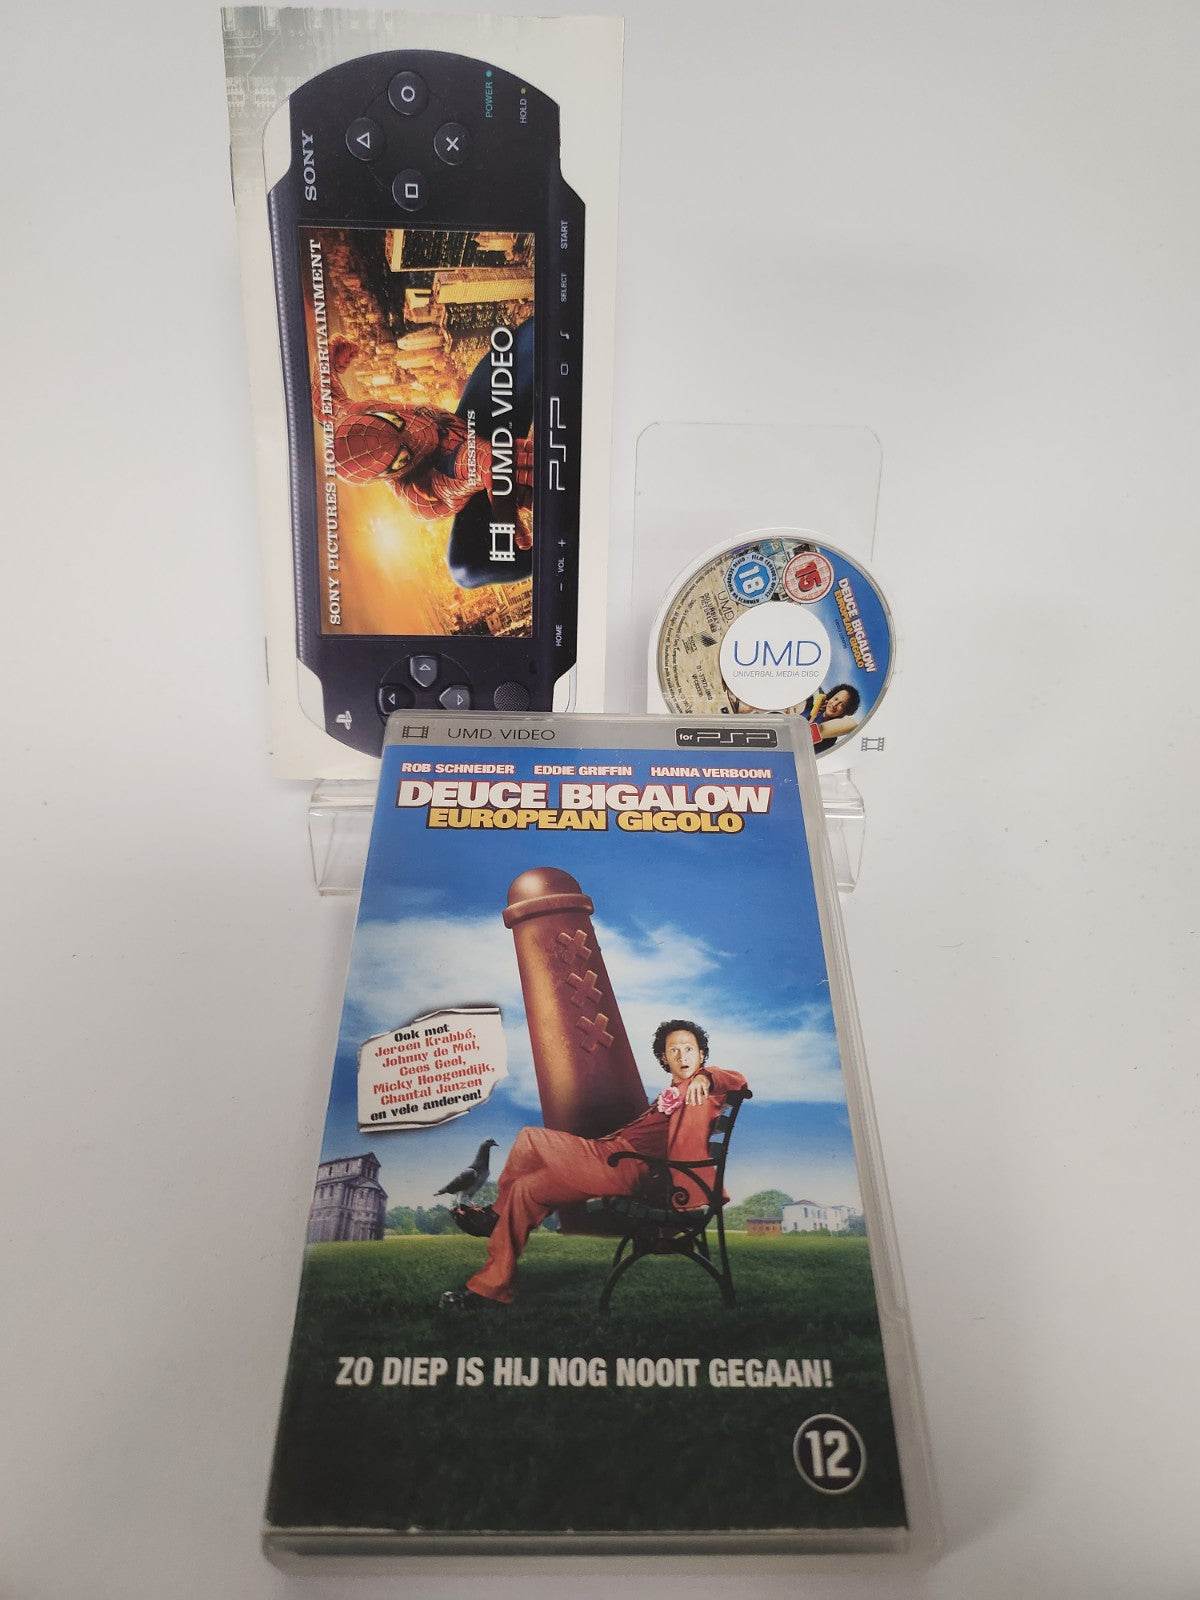 SONY
POWER
HOLD
SONY PICTURES HOME ENTERTAINMENT
PRESENTS
UMD VIDEO
HOME
VOL
PSP
SELECT
START
18
15
DEUCE BIGALOW
EUROPEAN GIGOLO
UMD
UMD
UNIVERSAL MEDIA DISC
UMD VIDEO
for PSP
ROB SCHNEIDER EDDIE GRIFFIN HANNA VERBOOM
DEUCE BIGALOW
EUROPEAN GIGOLO
Ook met
Jeroen Krabbé,
Johnny de Mol,
Cees Geel,
Micky Hoogendijk,
Chantal Janzen
en vele anderen!
ZO DIEP IS HIJ NOG NOOIT GEGAAN!
12